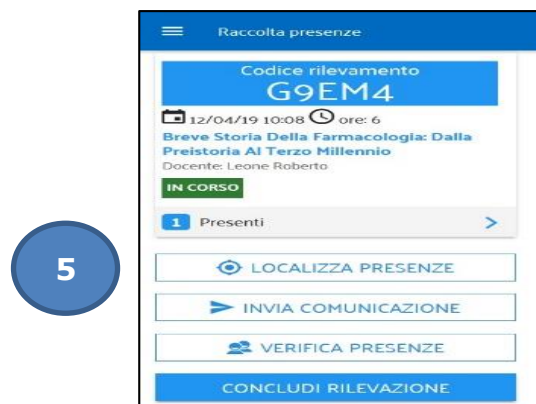 Raccolta presenze
Codice rilevamento
G9EM4
12/04/19 10:08 ore: 6
Breve Storia Della Farmacologia: Dalla
Preistoria Al Terzo Millennio
Docente: Leone Roberto
IN CORSO
1 Presenti
5
LOCALIZZA PRESENZE
INVIA COMUNICAZIONE
VERIFICA PRESENZE
CONCLUDI RILEVAZIONE